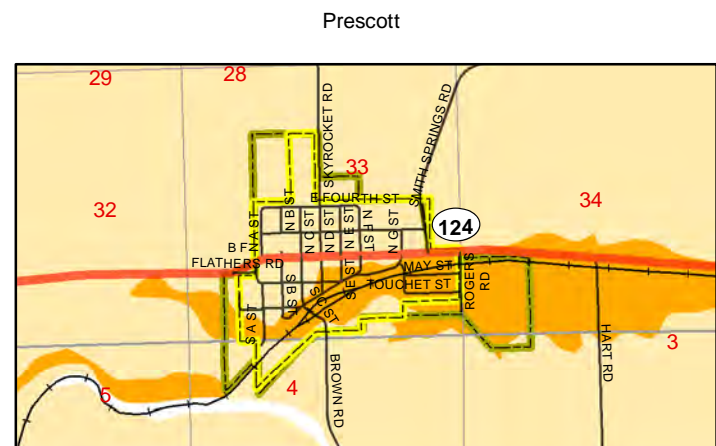 Prescott
29
28
SKYROCKET RD
SMITH SPRINGS RD
33
34
32
E FOURTH ST
N A ST
N B ST
N C ST
N D ST
N E ST
N F ST
N G ST
124
B F
FLATHERS RD
MAY ST
TOUCHET ST
ROGERS
RD
S A ST
S B ST
S C ST
S E ST
BROWN RD
HART RD
3
4
5